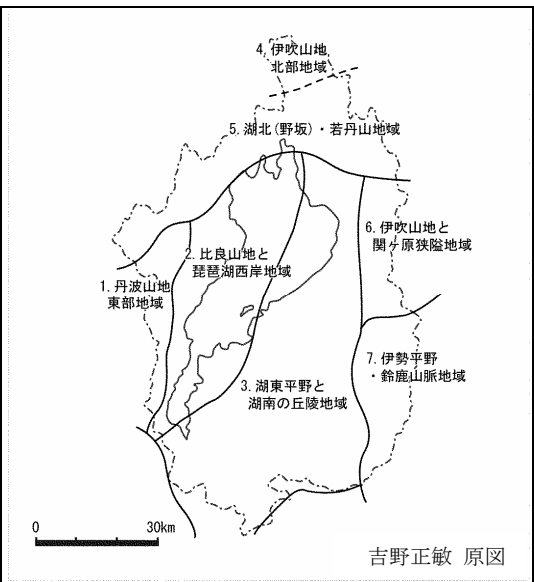 4. 伊吹山地
北部地域
5. 湖北(野坂)・若丹山地域
6. 伊吹山地と
関ヶ原狭隘地域
2. 比良山地と
琵琶湖西岸地域
1. 丹波山地
東部地域
7. 伊勢平野
・鈴鹿山脈地域
3. 湖東平野と
湖南の丘陵地域
0 30km
吉野正敏 原図